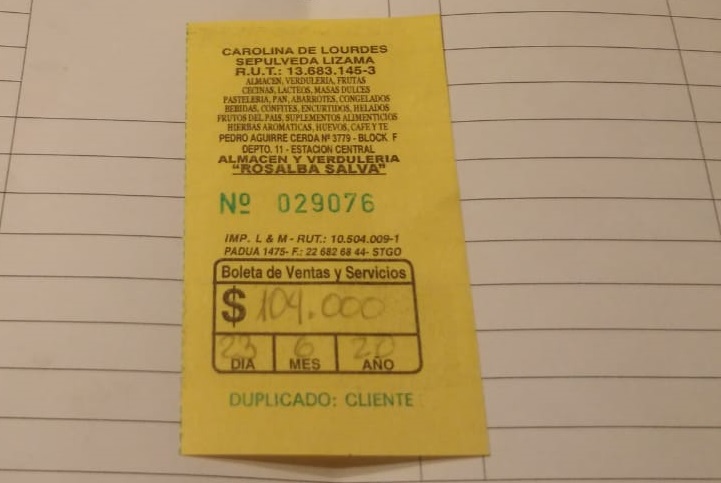 CAROLINA DE LOURDES
SEPULVEDA LIZAMA
R.U.T.: 13.683.145-3
ALMACEN, VERDULERIA, FRUTAS
CECINAS, LACTEOS, MASAS DULCES
PASTELERIA, PAN, ABARROTES, CONGELADOS
BEBIDAS, CONFITES, ENCURTIDOS, HELADOS
FRUTOS DEL PAIS, SUPLEMENTOS ALIMENTICIOS
HIERBAS AROMATICAS, HUEVOS, CAFE Y TE
PEDRO AGUIRRE CERDA Nº 3779 - BLOCK F
DEPTO. 11 - ESTACION CENTRAL
ALMACEN Y VERDULERIA
"ROSALBA SALVA"
Nº 029076
IMP. L & M - RUT.: 10.504.009-1
PADUA 1475- F.: 22 682 68 44- STGO
Boleta de Ventas y Servicios
$ 104.000
23 6 20
DIA MES AÑO
DUPLICADO: CLIENTE